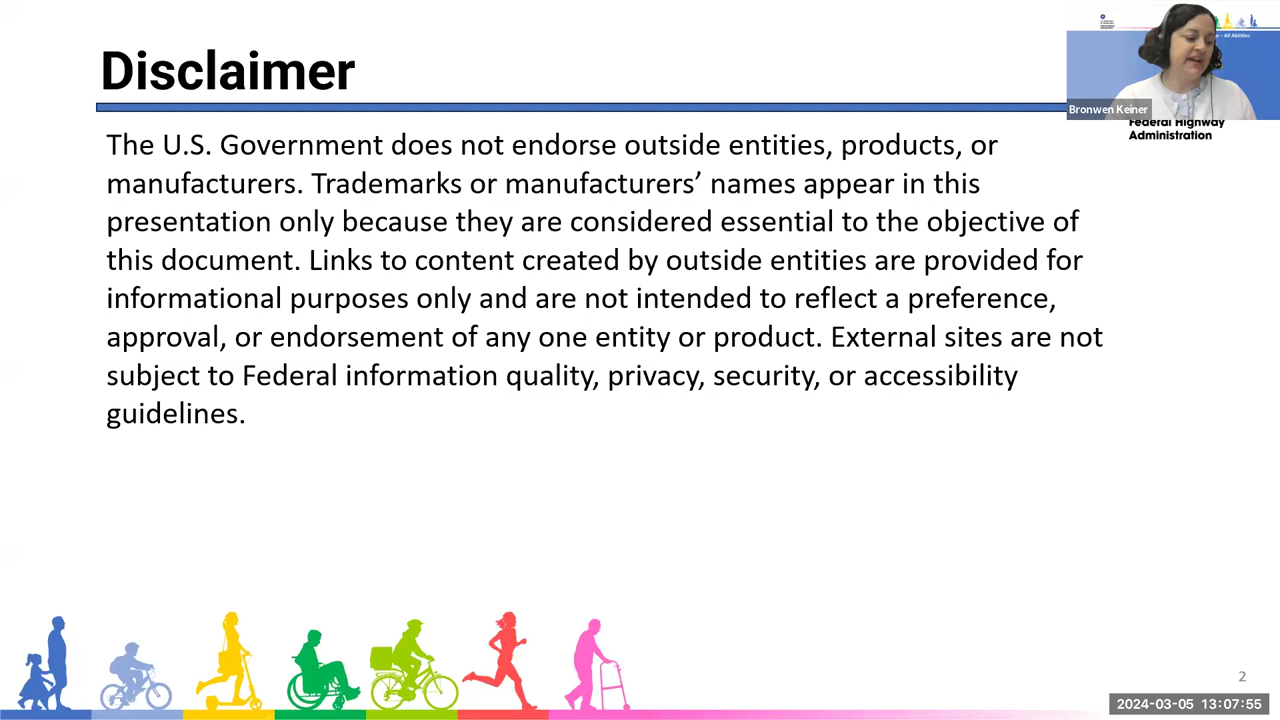 Disclaimer
Bronwen Keiner
Federal Highway
Administration
The U.S. Government does not endorse outside entities, products, or
manufacturers. Trademarks or manufacturers’ names appear in this
presentation only because they are considered essential to the objective of
this document. Links to content created by outside entities are provided for
informational purposes only and are not intended to reflect a preference,
approval, or endorsement of any one entity or product. External sites are not
subject to Federal information quality, privacy, security, or accessibility
guidelines.
2
2024-03-05 13:07:55